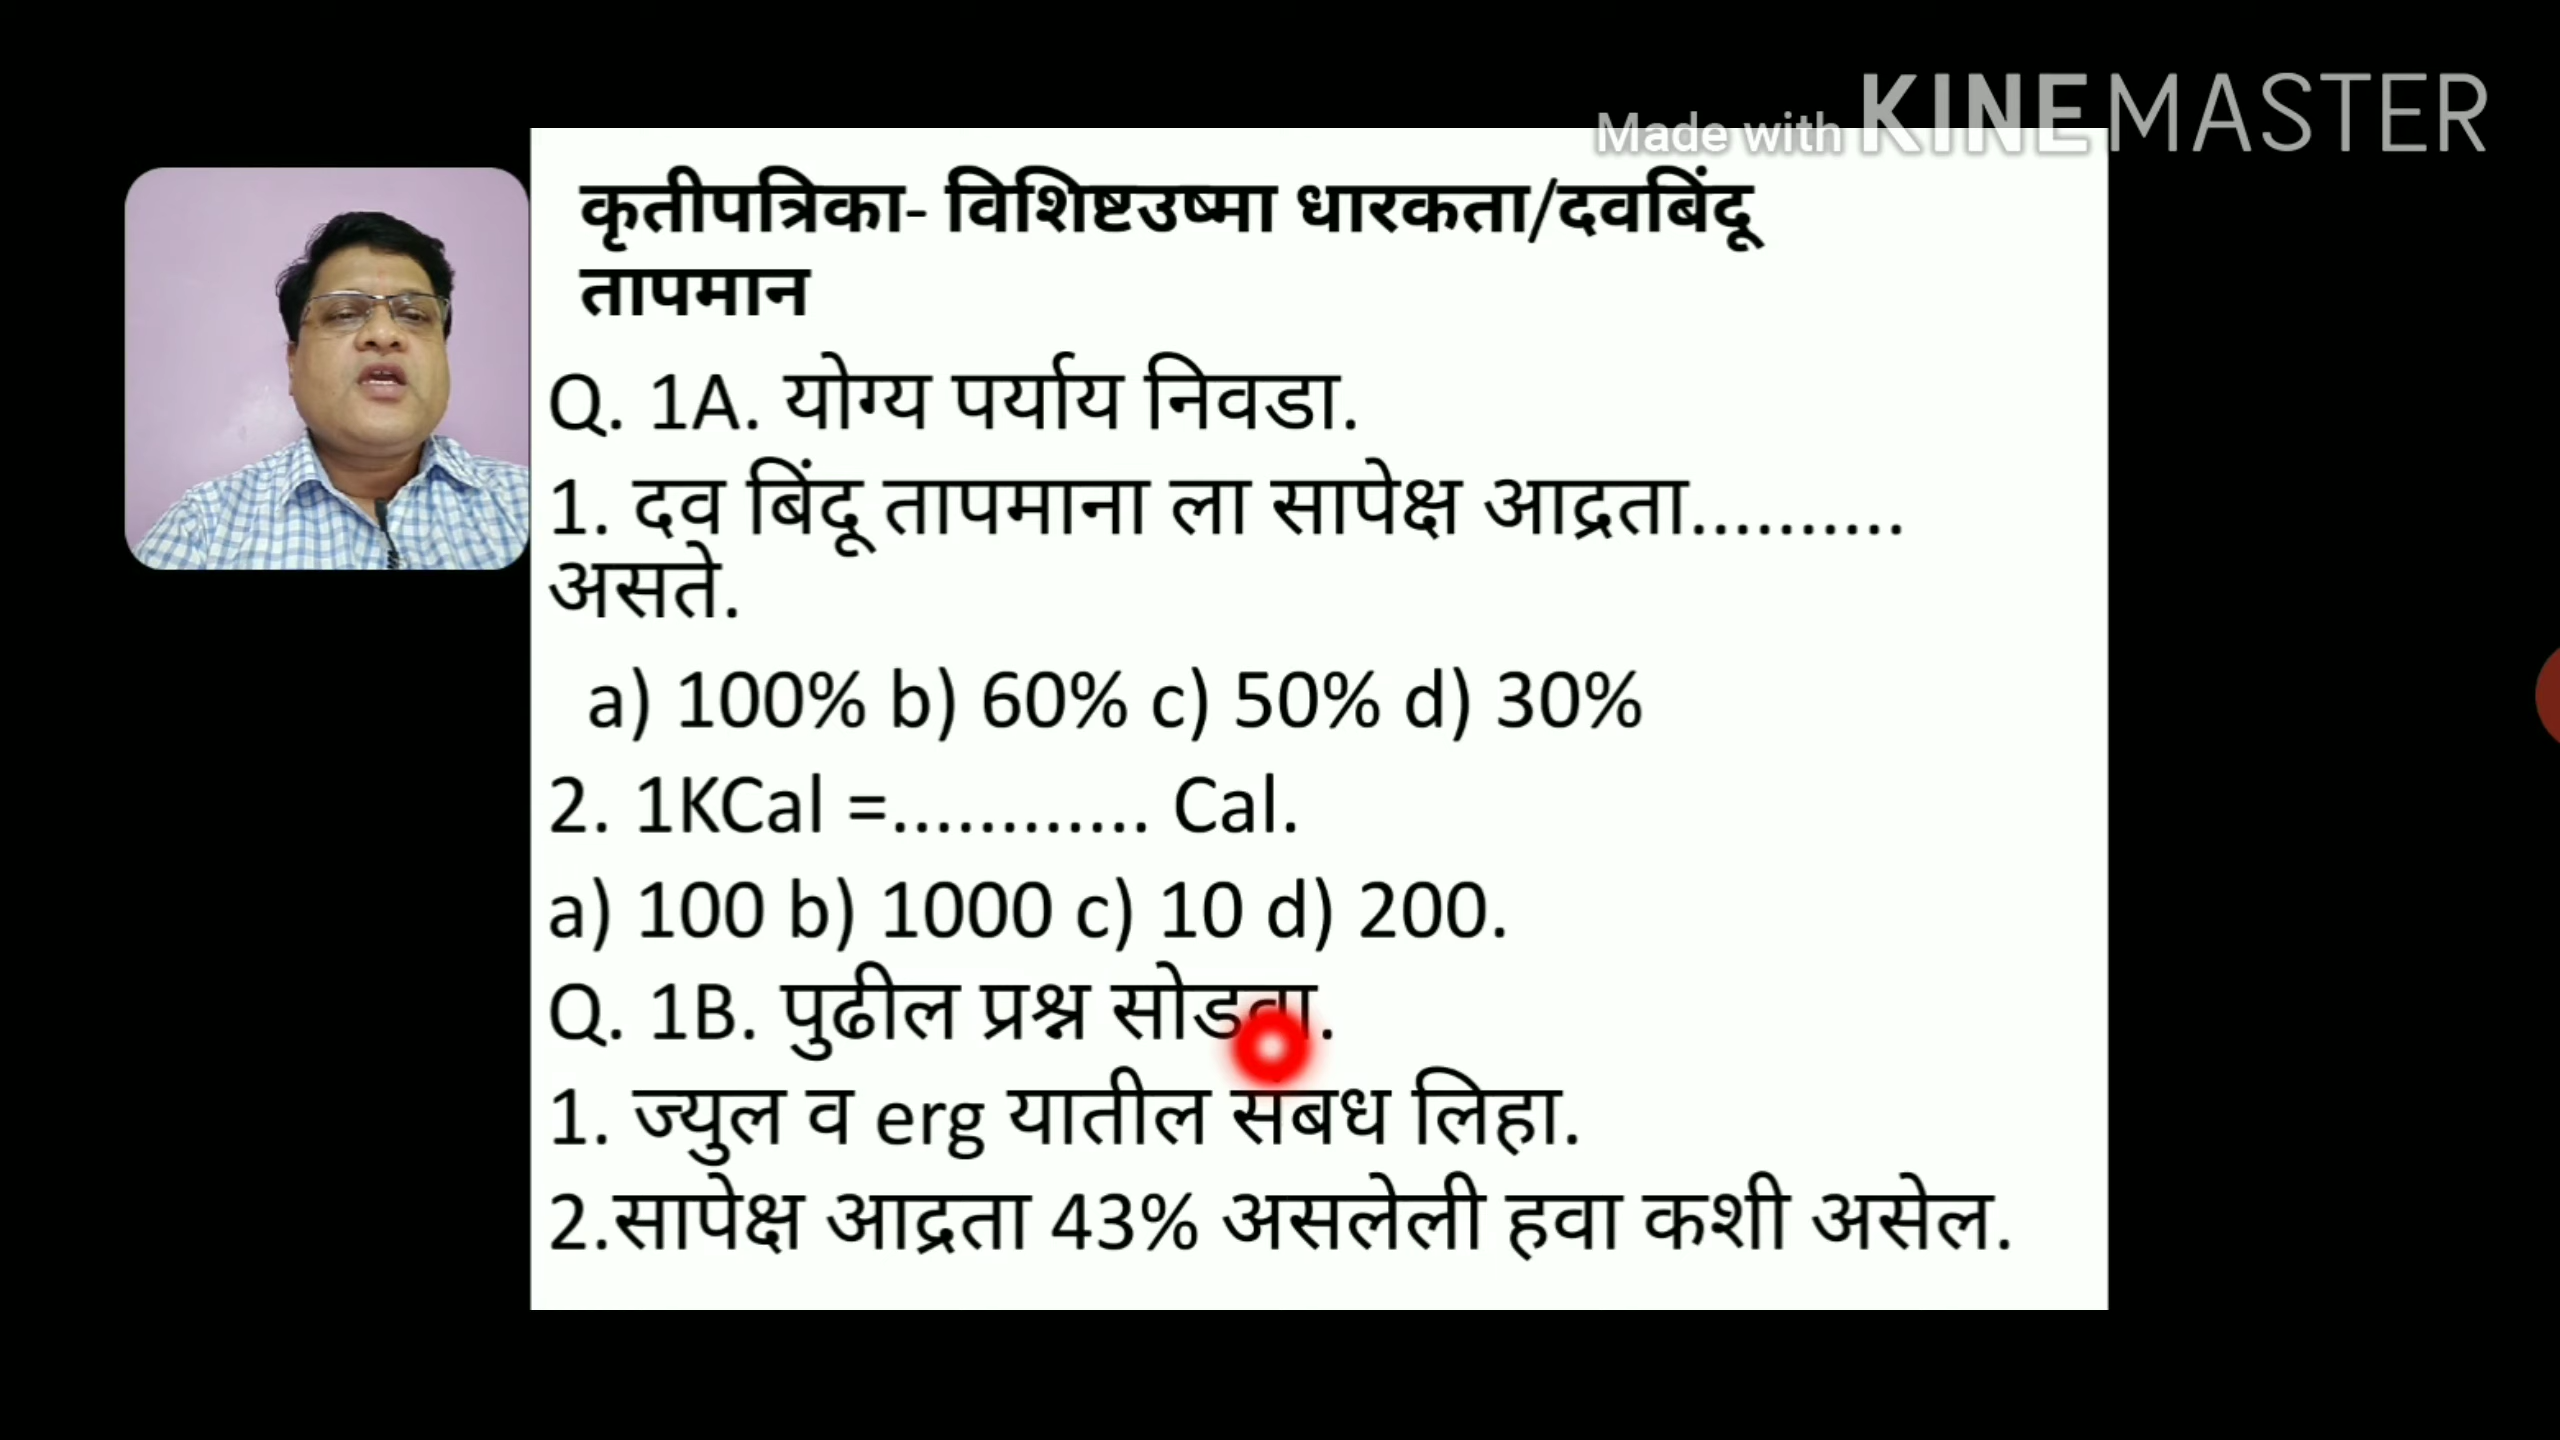 Made with KINEMASTER
कृतीपत्रिका- विशिष्टउष्मा धारकता/दवबिंदू
तापमान
Q. 1A. योग्य पर्याय निवडा.
1. दव बिंदू तापमाना ला सापेक्ष आद्रता..........
असते.
a) 100% b) 60% c) 50% d) 30%
2. 1KCal =............ Cal.
a) 100 b) 1000 c) 10 d) 200.
Q. 1B. पुढील प्रश्न सोडवा.
1. ज्युल व erg यातील संबध लिहा.
2.सापेक्ष आद्रता 43% असलेली हवा कशी असेल.